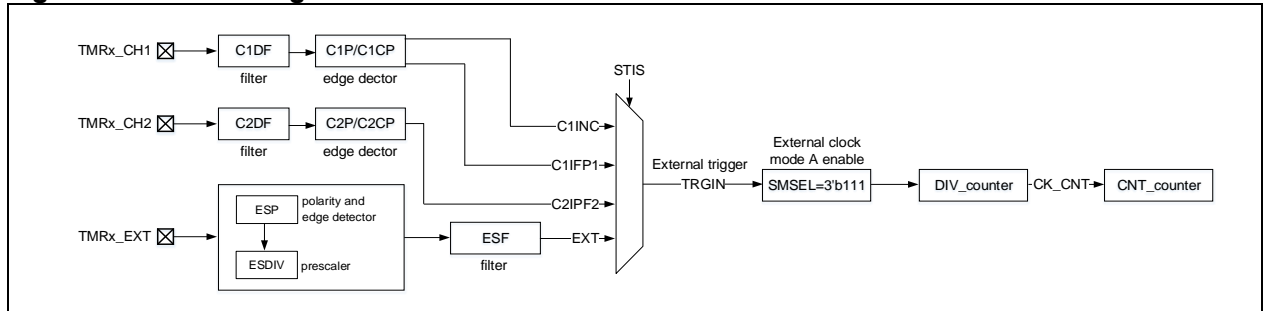 TMRx_CH1
C1DF
filter
C1P/C1CP
edge dector
STIS
TMRx_CH2
C2DF
filter
C2P/C2CP
edge dector
C1INC
C1IFP1
C2IPF2
EXT
External trigger
TRGIN
External clock
mode A enable
SMSEL=3'b111
DIV_counter
CK_CNT
CNT_counter
TMRx_EXT
ESP
polarity and
edge detector
ESDIV
prescaler
ESF
filter